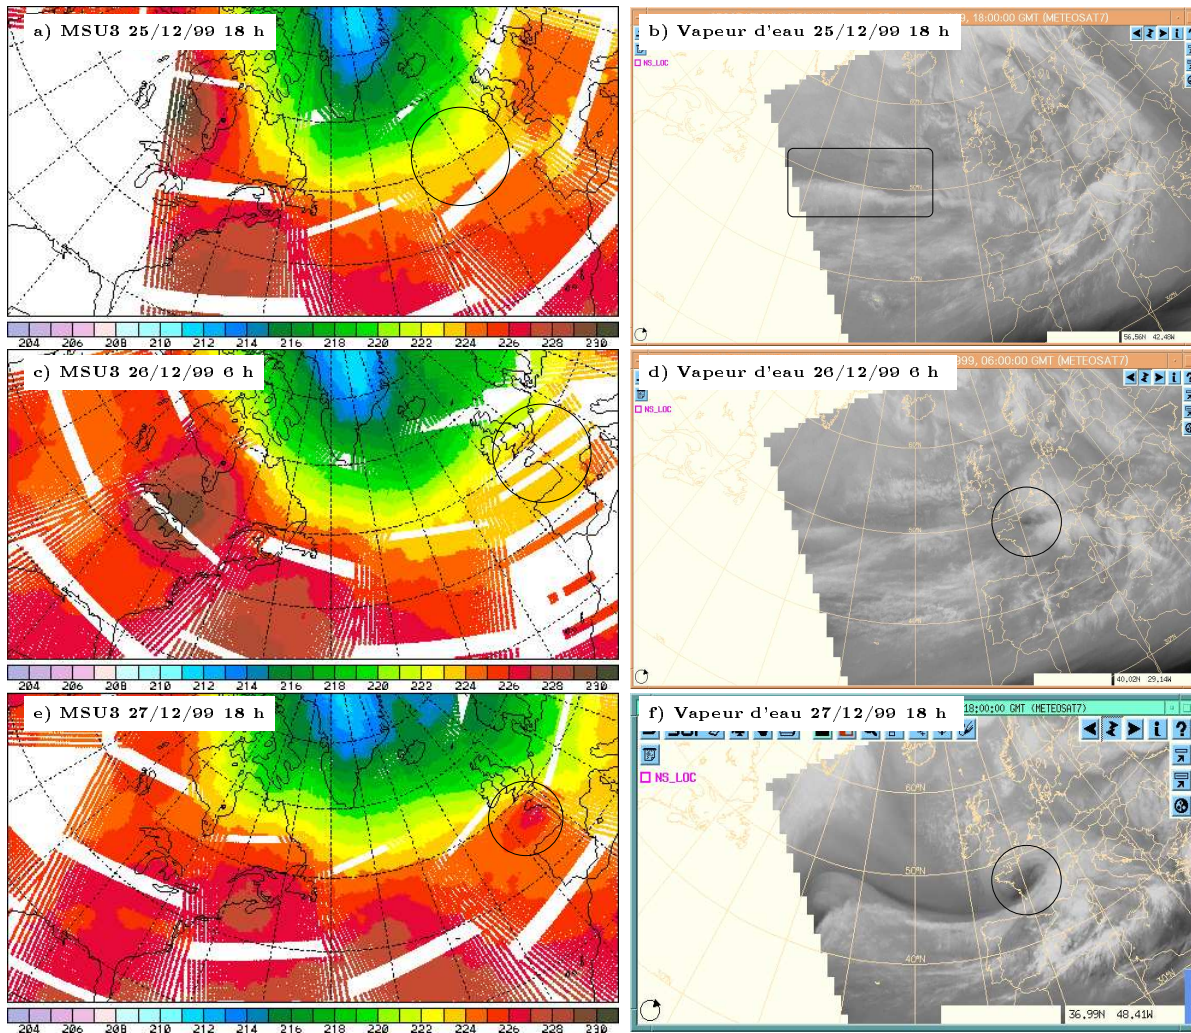 a) MSU3 25/12/99 18 h
204 206 208 210 212 214 216 218 220 222 224 226 228 230
b) Vapeur d'eau 25/12/99 18 h
9, 18:00:00 GMT (METEOSAT7)
NS_LOC
56.56N 42.48W
c) MSU3 26/12/99 6 h
204 206 208 210 212 214 216 218 220 222 224 226 228 230
d) Vapeur d'eau 26/12/99 6 h
999, 06:00:00 GMT (METEOSAT7)
NS_LOC
40.02N 29.14W
e) MSU3 27/12/99 18 h
204 206 208 210 212 214 216 218 220 222 224 226 228 230
f) Vapeur d'eau 27/12/99 18 h
18:00:00 GMT (METEOSAT7)
NS_LOC
60°N
50°N
40°N
30°N
36.99N 48.41W